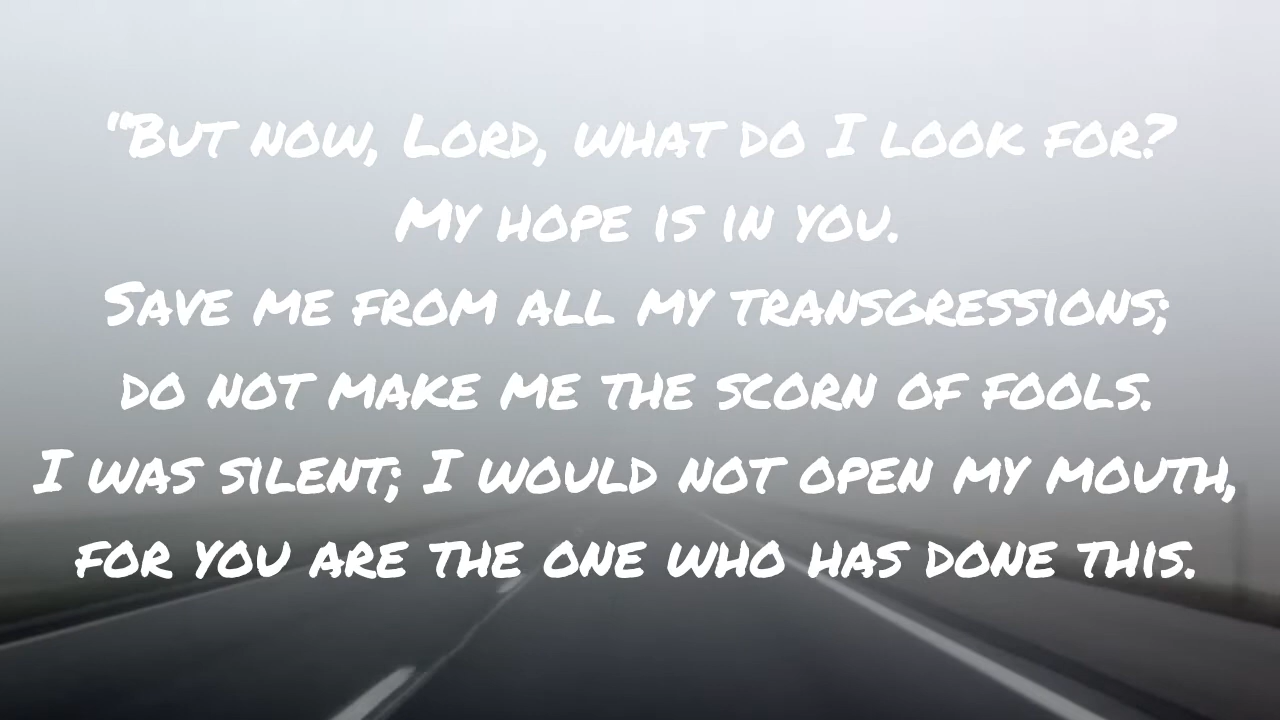 “But now, Lord, what do I look for?
My hope is in you.
Save me from all my transgressions;
do not make me the scorn of fools.
I was silent; I would not open my mouth,
for you are the one who has done this.